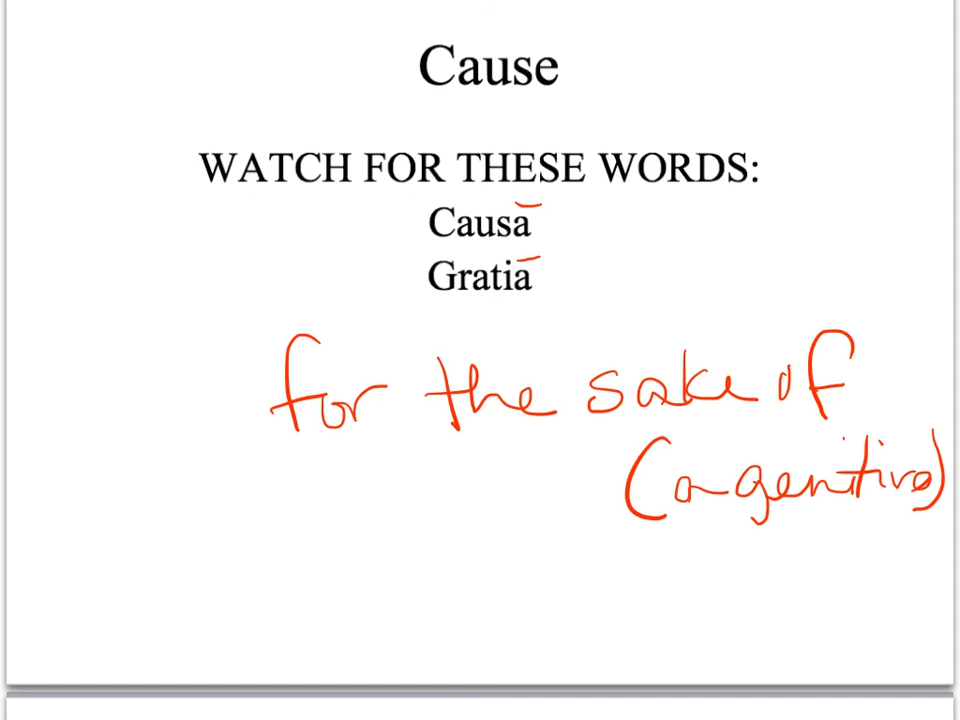 Cause
WATCH FOR THESE WORDS:
Causā
Gratiā
for the sake of
(a genitive)